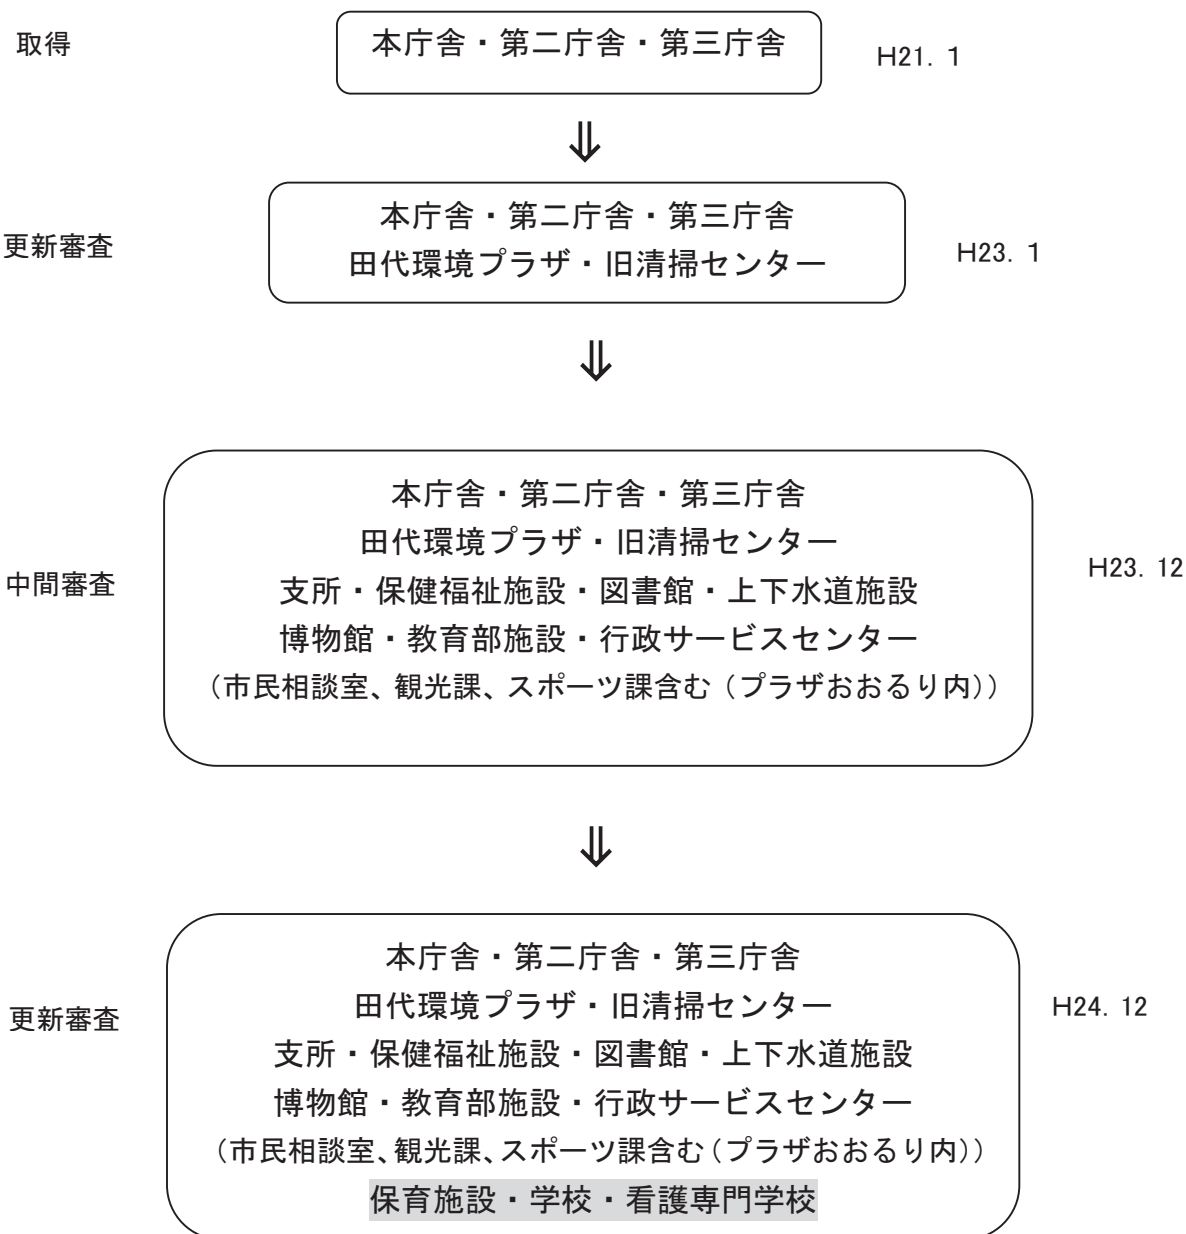 取得
本庁舎・第二庁舎・第三庁舎
H21. 1
⇓
更新審査
本庁舎・第二庁舎・第三庁舎
田代環境プラザ・旧清掃センター
H23. 1
⇓
中間審査
本庁舎・第二庁舎・第三庁舎
田代環境プラザ・旧清掃センター
支所・保健福祉施設・図書館・上下水道施設
博物館・教育部施設・行政サービスセンター
（市民相談室、観光課、スポーツ課含む（プラザおおるり内））
H23. 12
⇓
更新審査
本庁舎・第二庁舎・第三庁舎
田代環境プラザ・旧清掃センター
支所・保健福祉施設・図書館・上下水道施設
博物館・教育部施設・行政サービスセンター
（市民相談室、観光課、スポーツ課含む（プラザおおるり内））
保育施設・学校・看護専門学校
H24. 12